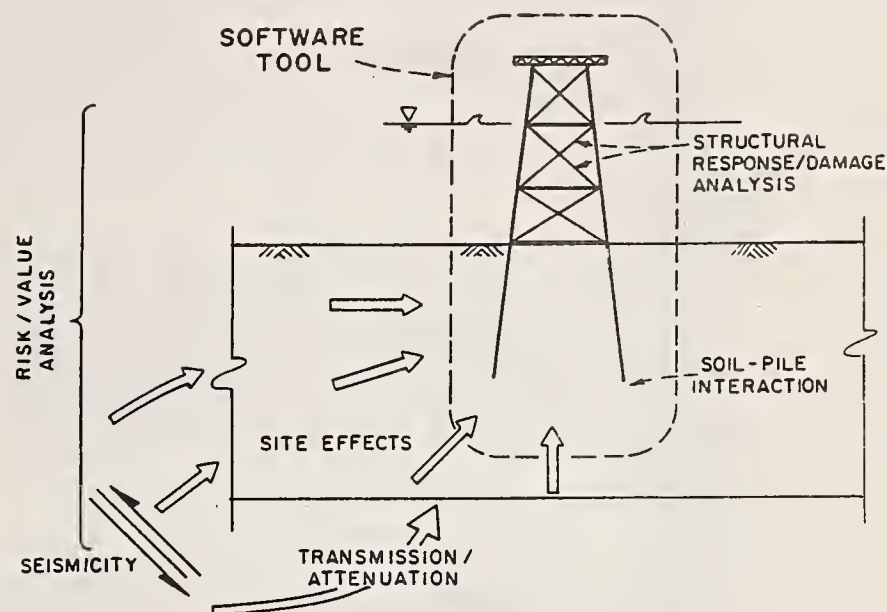 SOFTWARE
TOOL
STRUCTURAL
RESPONSE/DAMAGE
ANALYSIS
RISK/VALUE
ANALYSIS
SOIL-PILE
INTERACTION
SITE EFFECTS
SEISMICITY
TRANSMISSION/
ATTENUATION